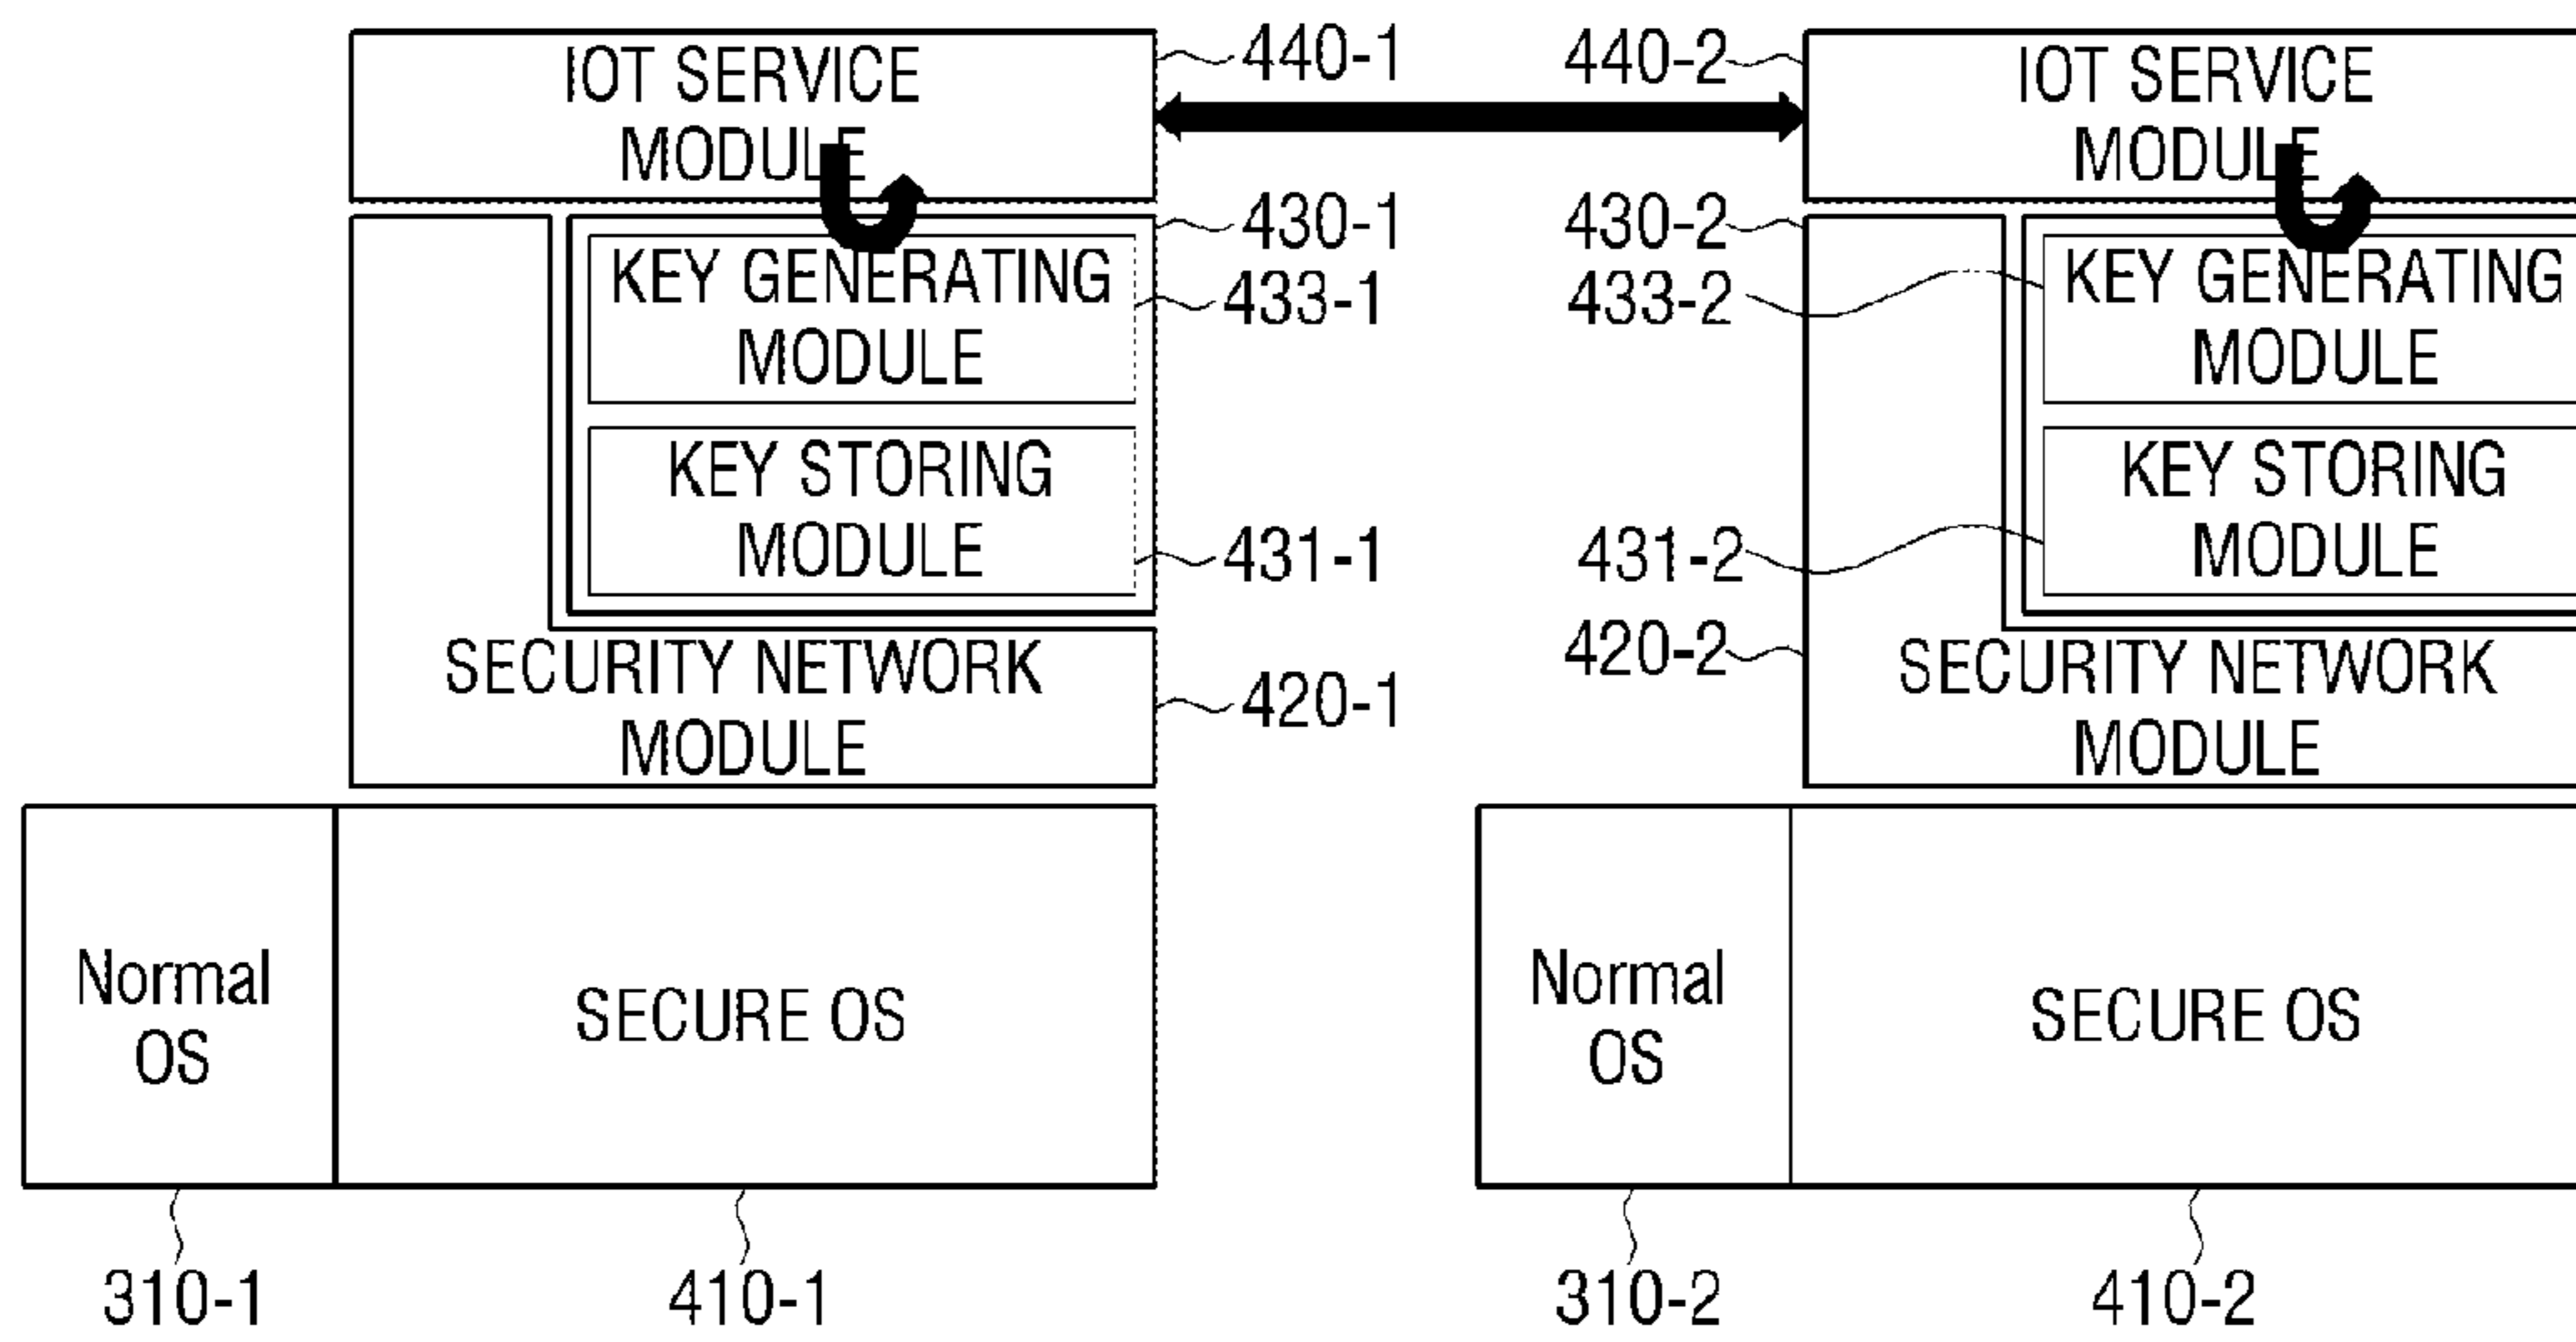 IOT SERVICE
MODULE
440-1
430-1
KEY GENERATING
MODULE
433-1
KEY STORING
MODULE
431-1
SECURITY NETWORK
MODULE
420-1
Normal
OS
SECURE OS
310-1
410-1
440-2
IOT SERVICE
MODULE
430-2
433-2
KEY GENERATING
MODULE
KEY STORING
MODULE
431-2
420-2
SECURITY NETWORK
MODULE
Normal
OS
SECURE OS
310-2
410-2